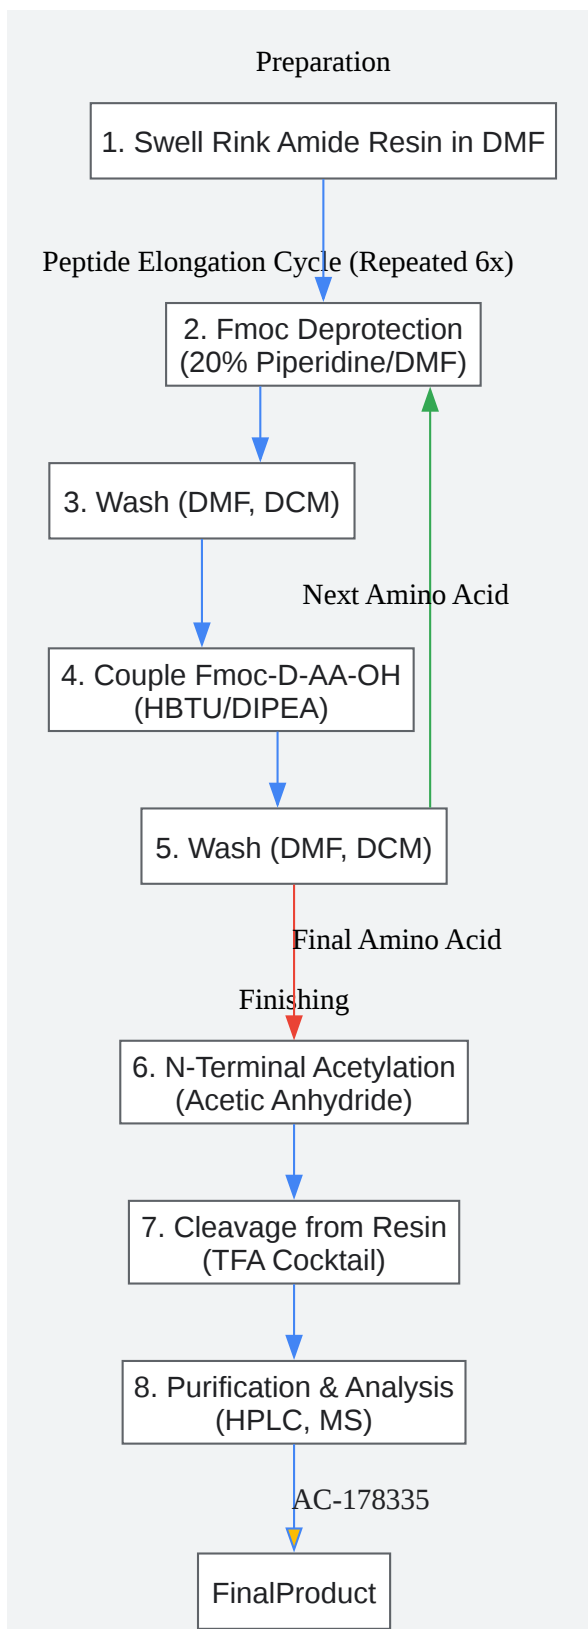 Preparation
1. Swell Rink Amide Resin in DMF
Peptide Elongation Cycle (Repeated 6x)
2. Fmoc Deprotection
(20% Piperidine/DMF)
3. Wash (DMF, DCM)
Next Amino Acid
4. Couple Fmoc-D-AA-OH
(HBTU/DIPEA)
5. Wash (DMF, DCM)
Final Amino Acid
Finishing
6. N-Terminal Acetylation
(Acetic Anhydride)
7. Cleavage from Resin
(TFA Cocktail)
8. Purification & Analysis
(HPLC, MS)
AC-178335
FinalProduct